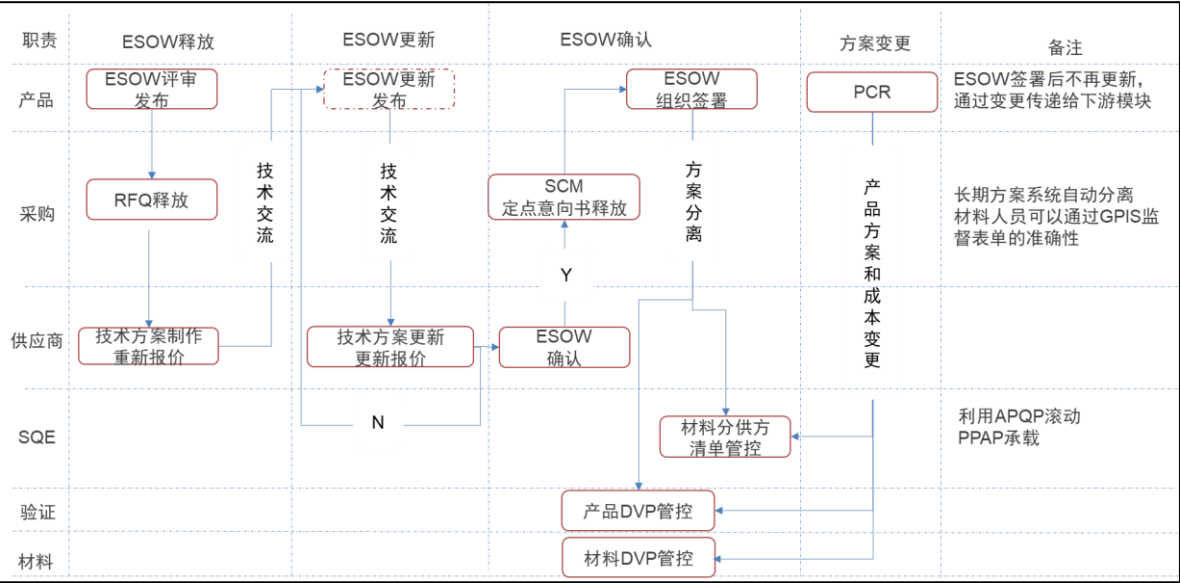 职责
ESOW释放
ESOW更新
ESOW确认
方案变更
备注
产品
ESOW评审
发布
ESOW更新
发布
ESOW
组织签署
PCR
ESOW签署后不再更新，
通过变更传递给下游模块
技术交流
技术交流
方案分离
产品方案和成本变更
采购
RFQ释放
SCM
定点意向书释放
长期方案系统自动分离
材料人员可以通过GPIS监
督表单的准确性
Y
供应商
技术方案制作
重新报价
技术方案更新
更新报价
ESOW
确认
N
SQE
材料分供方
清单管控
利用APQP滚动
PPAP承载
验证
产品DVP管控
材料
材料DVP管控